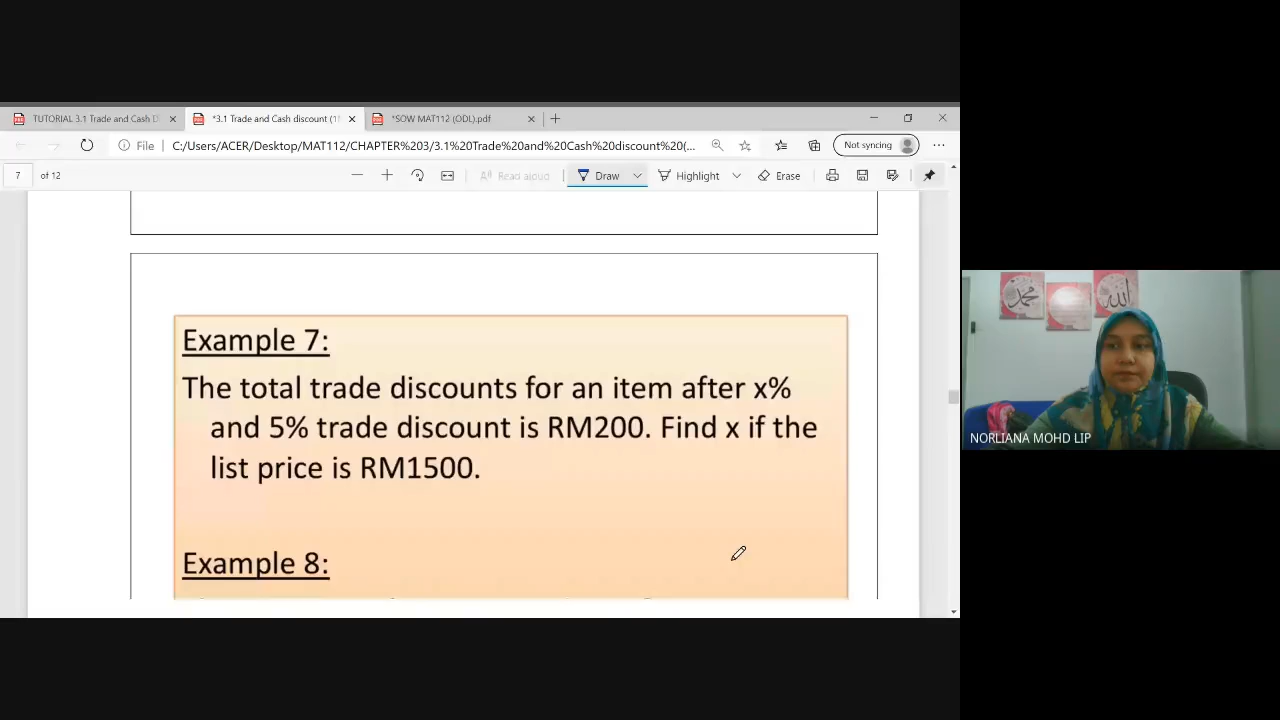 TUTORIAL 3.1 Trade and Cash D
*3.1 Trade and Cash discount (1
*SOW MAT112 (ODL).pdf
File
C:/Users/ACER/Desktop/MAT112/CHAPTER%203/3.1%20Trade%20and%20Cash%20discount%20(...
Not syncing
7
of 12
Read aloud
Draw
Highlight
Erase
Example 7:
The total trade discounts for an item after x%
and 5% trade discount is RM200. Find x if the
list price is RM1500.
Example 8:
محمد
الله
NORLIANA MOHD LIP